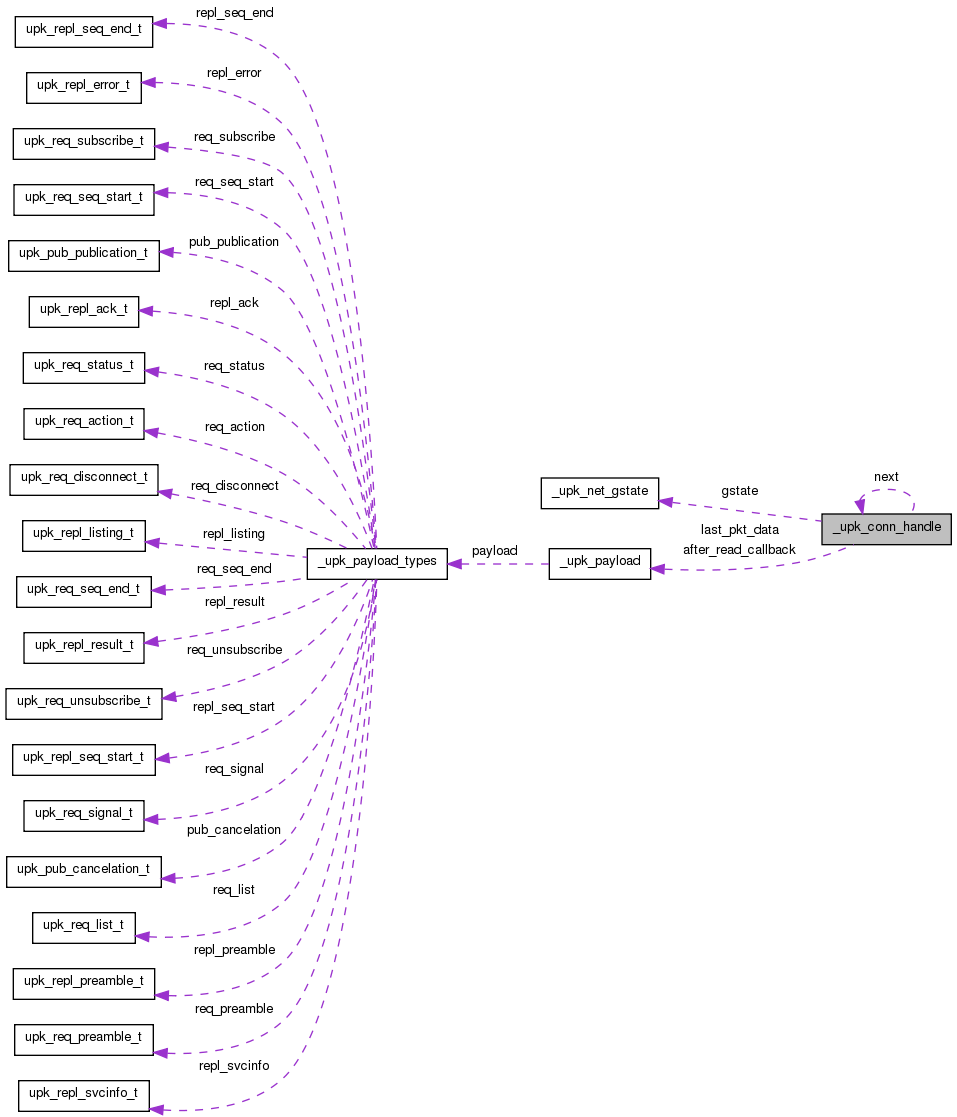 repl_seq_end
upk_repl_seq_end_t
repl_error
upk_repl_error_t
req_subscribe
upk_req_subscribe_t
req_seq_start
upk_req_seq_start_t
pub_publication
upk_pub_publication_t
repl_ack
upk_repl_ack_t
req_status
upk_req_status_t
req_action
upk_req_action_t
req_disconnect
upk_req_disconnect_t
repl_listing
upk_repl_listing_t
req_seq_end
upk_req_seq_end_t
repl_result
upk_repl_result_t
req_unsubscribe
upk_req_unsubscribe_t
repl_seq_start
upk_repl_seq_start_t
req_signal
upk_req_signal_t
pub_cancelation
upk_pub_cancelation_t
req_list
upk_req_list_t
repl_preamble
upk_repl_preamble_t
req_preamble
upk_req_preamble_t
repl_svcinfo
upk_repl_svcinfo_t
_upk_payload_types
payload
_upk_payload
_upk_net_gstate
gstate
last_pkt_data
after_read_callback
next
_upk_conn_handle